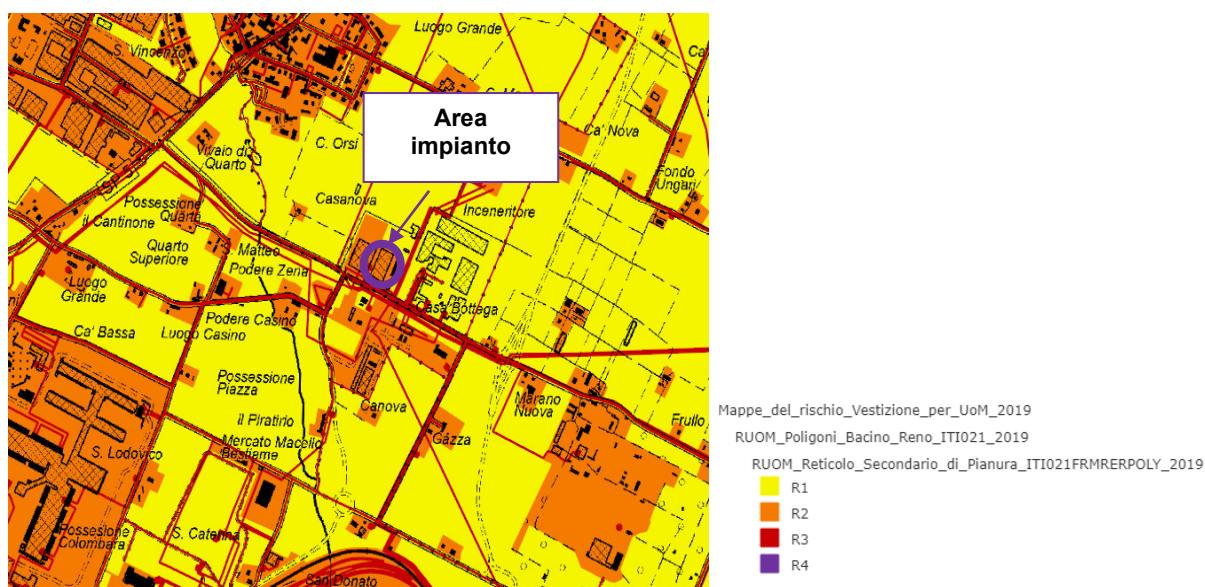 Luogo Grande
S. Vincenzo
Area
impianto
Ca' Nova
C. Orsi
Vivaio di
Quarto
Fondo
Ungari
Casanova
Possessione
Quarto
Inceneritore
il Cantinone
Quarto
Superiore
S. Matteo
Podere Zena
Luogo
Grande
Casa Bottega
Podere Casino
Ca' Bassa
Luogo Casino
Possessione
Piazza
Marano
Nuova
Canova
il Piratino
Frullo
Mercato Macello
Bestiame
Gazza
S. Lodovico
S. Caterina
Possesione
Colombara
San Donato
Mappe_del_rischio_Vestizione_per_UoM_2019
RUOM_Poligoni_Bacino_Reno_ITI021_2019
RUOM_Reticolo_Secondario_di_Pianura_ITI021FRMRERPOLY_2019
R1
R2
R3
R4